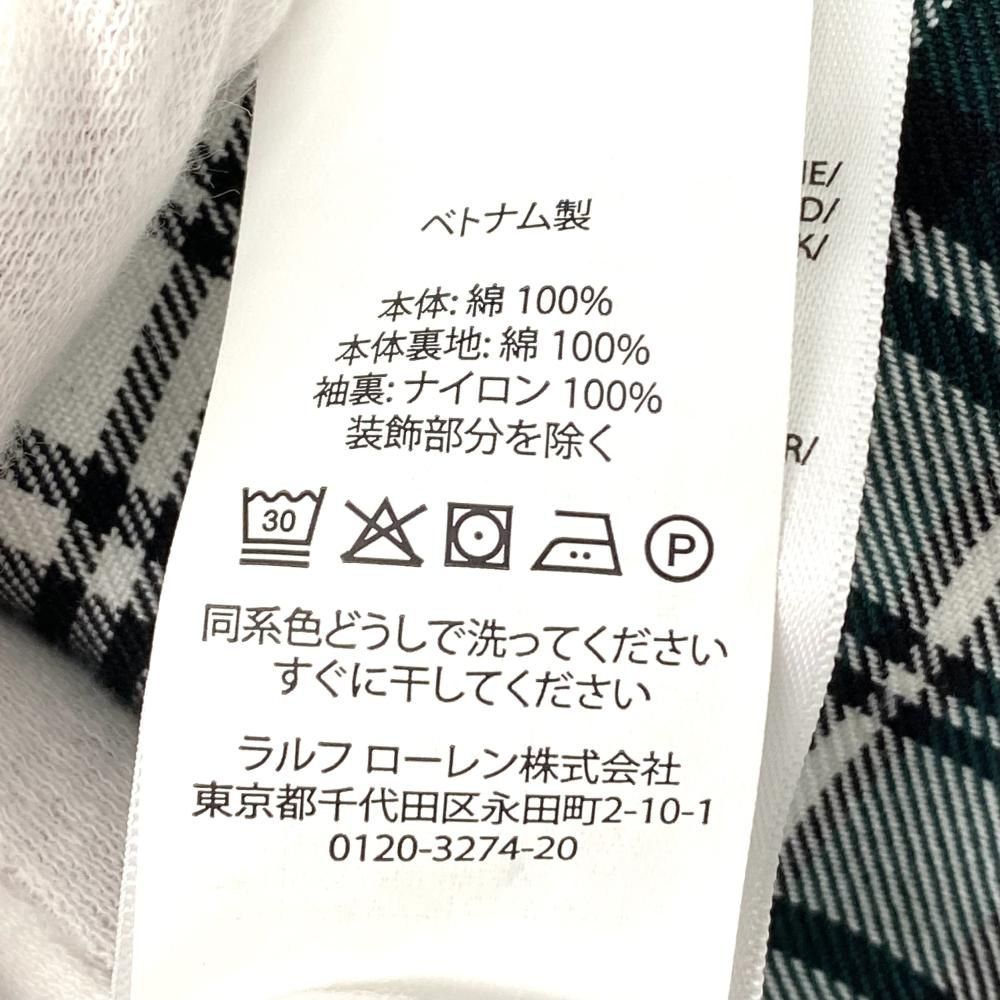 ベトナム製
本体: 綿 100%
本体裏地: 綿 100%
袖裏: ナイロン 100%
装飾部分を除く
30
P
同系色どうしで洗ってください
すぐに干してください
ラルフ ローレン株式会社
東京都千代田区永田町2-10-1
0120-3274-20